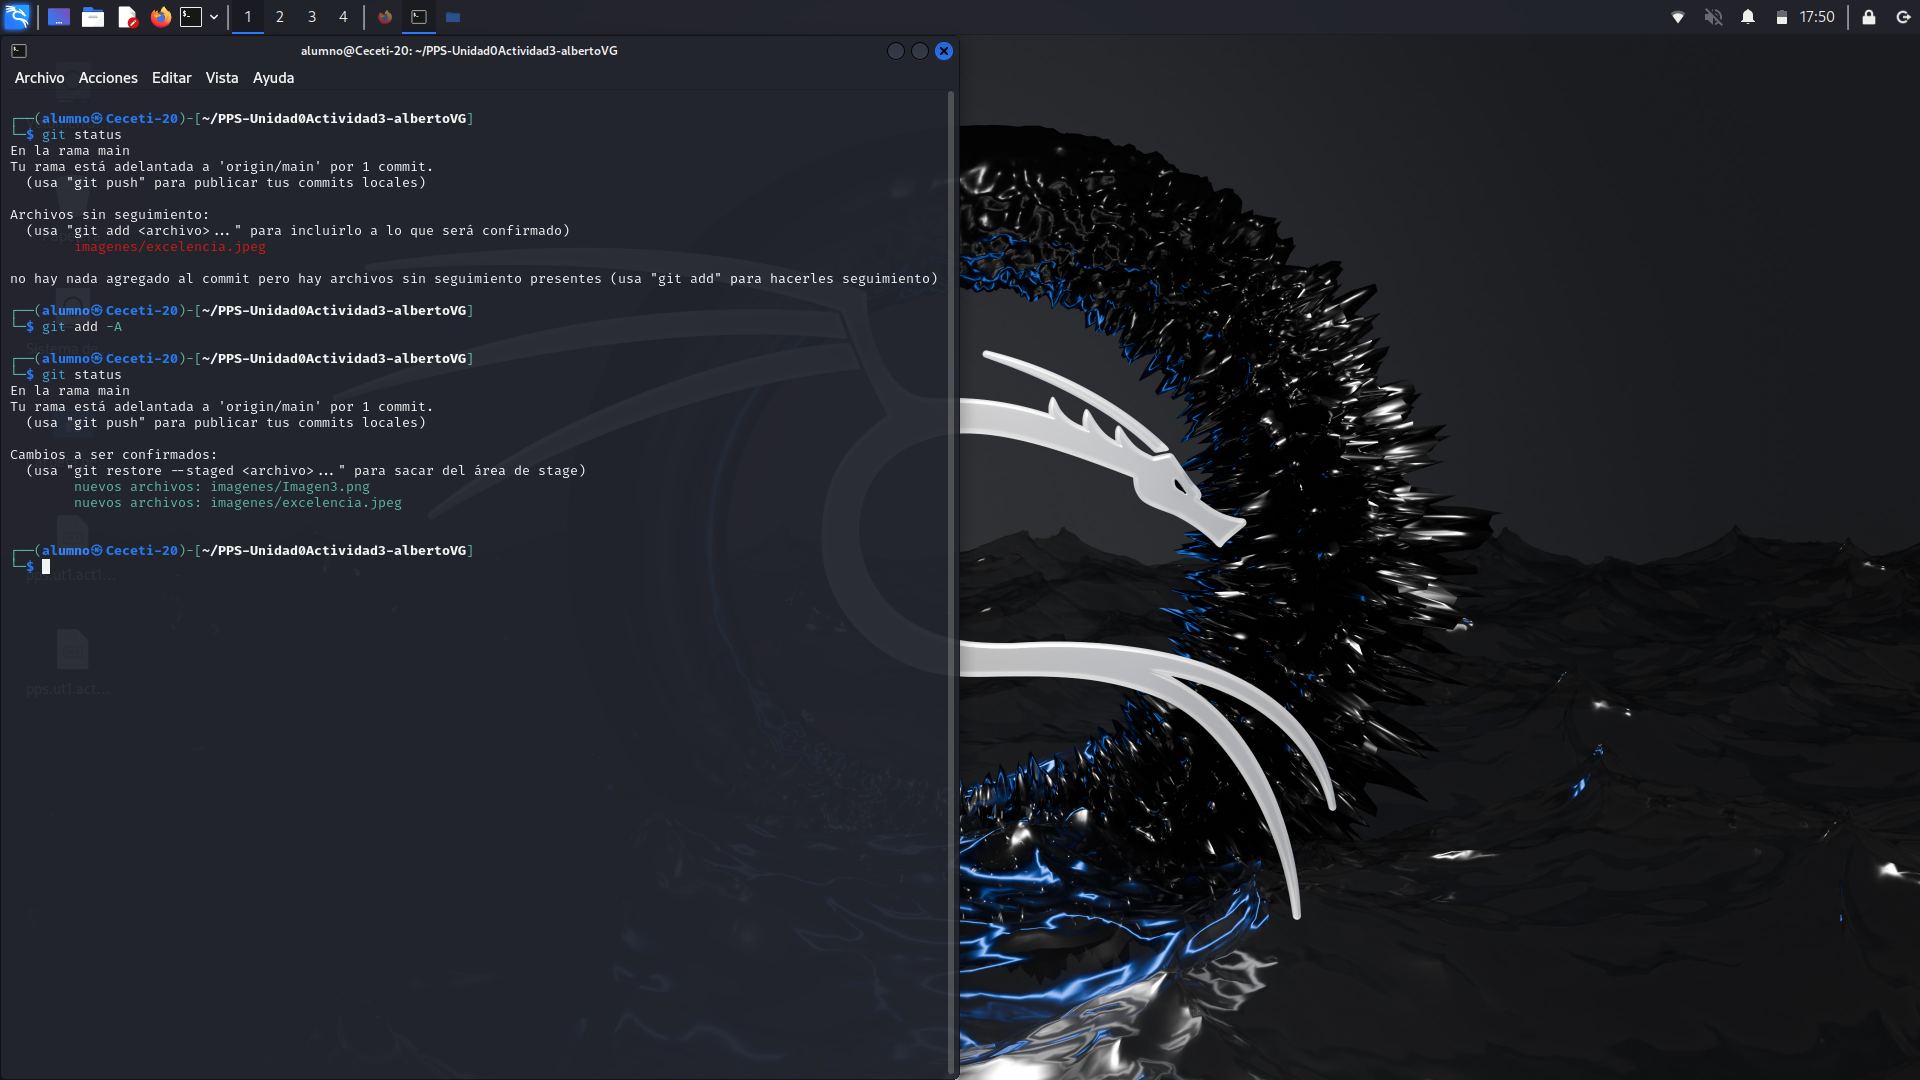 1 2 3 4
17:50
alumno@Ceceti-20: ~/PPS-Unidad0Actividad3-albertoVG
Archivo Acciones Editar Vista Ayuda
┌──(alumno㉿Ceceti-20)-[~/PPS-Unidad0Actividad3-albertoVG]
└─$ git status
En la rama main
Tu rama está adelantada a 'origin/main' por 1 commit.
(usa "git push" para publicar tus commits locales)
Archivos sin seguimiento:
(usa "git add <archivo>..." para incluirlo a lo que será confirmado)
imagenes/excelencia.jpeg
no hay nada agregado al commit pero hay archivos sin seguimiento presentes (usa "git add" para hacerles seguimiento)
┌──(alumno㉿Ceceti-20)-[~/PPS-Unidad0Actividad3-albertoVG]
└─$ git add -A
┌──(alumno㉿Ceceti-20)-[~/PPS-Unidad0Actividad3-albertoVG]
└─$ git status
En la rama main
Tu rama está adelantada a 'origin/main' por 1 commit.
(usa "git push" para publicar tus commits locales)
Cambios a ser confirmados:
(usa "git restore --staged <archivo>..." para sacar del área de stage)
nuevos archivos: imagenes/Imagen3.png
nuevos archivos: imagenes/excelencia.jpeg
┌──(alumno㉿Ceceti-20)-[~/PPS-Unidad0Actividad3-albertoVG]
└─$
pps.ut1.act1...
pps.ut1.act...